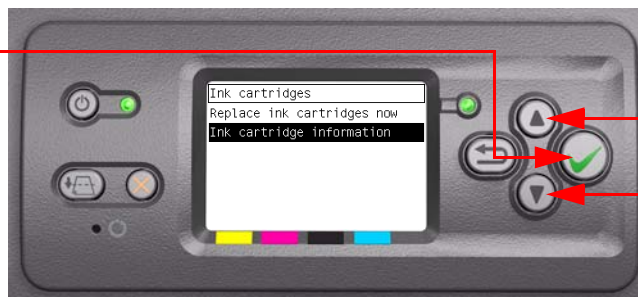 Ink cartridges
Replace ink cartridges now
Ink cartridge information